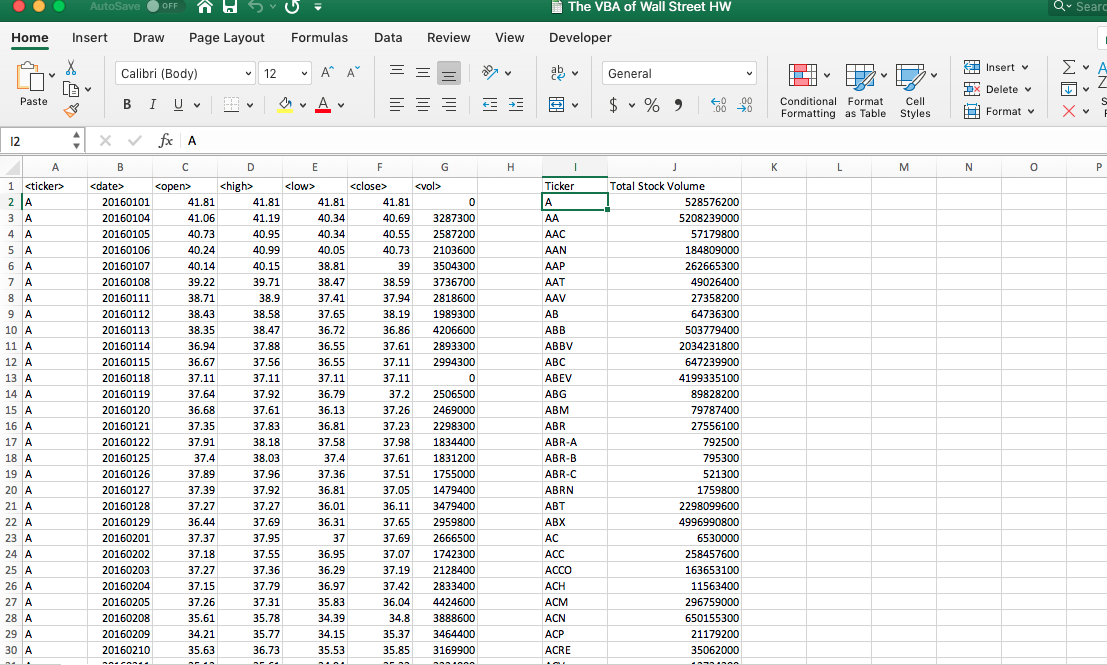 AutoSave OFF The VBA of Wall Street HW Searc
Home Insert Draw Page Layout Formulas Data Review View Developer
Calibri (Body) 12 A A ab General Insert
Paste B I U A $ % Conditional Formatting Format as Table Cell Styles Delete
Format
I2 fx A
A B C D E F G H I J K L M N O P
1 <ticker> <date> <open> <high> <low> <close> <vol> Ticker Total Stock Volume
2 A 20160101 41.81 41.81 41.81 41.81 0 A 528576200
3 A 20160104 41.06 41.19 40.34 40.69 3287300 AA 5208239000
4 A 20160105 40.73 40.95 40.34 40.55 2587200 AAC 57179800
5 A 20160106 40.24 40.99 40.05 40.73 2103600 AAN 184809000
6 A 20160107 40.14 40.15 38.81 39 3504300 AAP 262665300
7 A 20160108 39.22 39.71 38.47 38.59 3736700 AAT 49026400
8 A 20160111 38.71 38.9 37.41 37.94 2818600 AAV 27358200
9 A 20160112 38.43 38.58 37.65 38.19 1989300 AB 64736300
10 A 20160113 38.35 38.47 36.72 36.86 4206600 ABB 503779400
11 A 20160114 36.94 37.88 36.55 37.61 2893300 ABBV 2034231800
12 A 20160115 36.67 37.56 36.55 37.11 2994300 ABC 647239900
13 A 20160118 37.11 37.11 37.11 37.11 0 ABEV 4199335100
14 A 20160119 37.64 37.92 36.79 37.2 2506500 ABG 89828200
15 A 20160120 36.68 37.61 36.13 37.26 2469000 ABM 79787400
16 A 20160121 37.35 37.83 36.81 37.23 2298300 ABR 27556100
17 A 20160122 37.91 38.18 37.58 37.98 1834400 ABR-A 792500
18 A 20160125 37.4 38.03 37.4 37.61 1831200 ABR-B 795300
19 A 20160126 37.89 37.96 37.36 37.51 1755000 ABR-C 521300
20 A 20160127 37.39 37.92 36.81 37.05 1479400 ABRN 1759800
21 A 20160128 37.27 37.27 36.01 36.11 3479400 ABT 2298099600
22 A 20160129 36.44 37.69 36.31 37.65 2959800 ABX 4996990800
23 A 20160201 37.37 37.95 37 37.69 2666500 AC 6530000
24 A 20160202 37.18 37.55 36.95 37.07 1742300 ACC 258457600
25 A 20160203 37.27 37.36 36.29 37.19 2128400 ACCO 163653100
26 A 20160204 37.15 37.79 36.97 37.42 2833400 ACH 11563400
27 A 20160205 37.26 37.31 35.83 36.04 4424600 ACM 296759000
28 A 20160208 35.61 35.78 34.39 34.8 3888600 ACN 650155300
29 A 20160209 34.21 35.77 34.15 35.37 3464400 ACP 21179200
30 A 20160210 35.63 36.73 35.53 35.85 3169900 ACRE 35062000